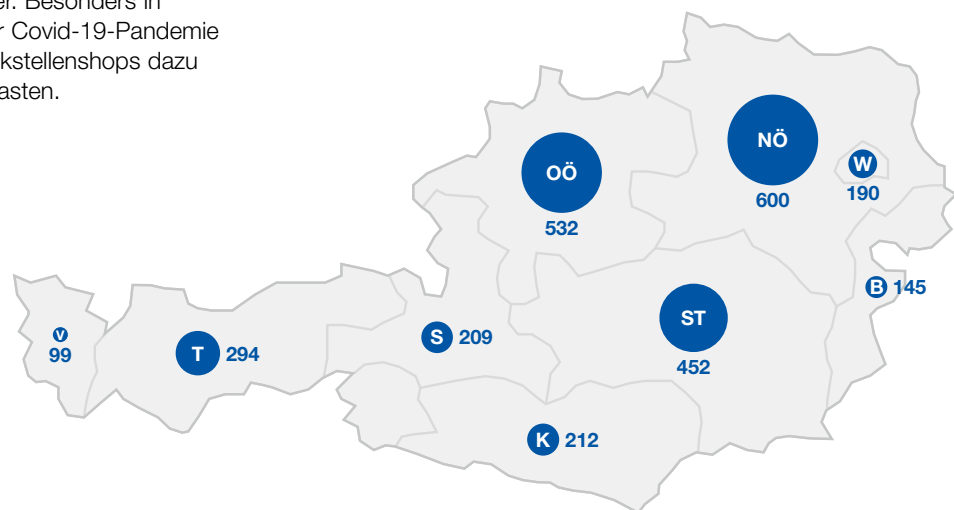 er. Besonders in
r Covid-19-Pandemie
kstellenshops dazu
asten.
NÖ
600
W
190
OÖ
532
B 145
ST
452
V
99
T 294
S 209
K 212